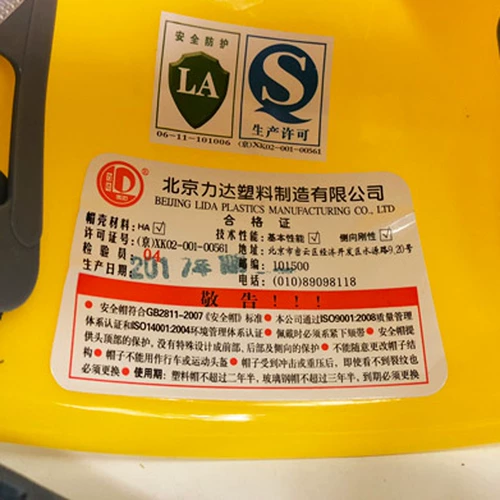 安全防护
LA
06-11-101006
QS
生产许可
(京)XK02-001-00561
北京力达塑料制造有限公司
BEIJING LIDA PLASTICS MANUFACTURING CO., LTD
合格证
帽壳材料: HA☑ 技术性能: 基本性能☑ 侧向刚性☑
许可证号: (京)XK02-001-00561 地址: 北京市密云区经济开发区水源路9.20号
检验员 04 邮编: 101500
生产日期: 2017年 电话: (010)89098118
敬告!!!
• 安全帽符合GB2811-2007《安全帽》标准 • 本公司通过ISO9001:2008质量管理
体系认证和ISO14001:2004环境管理体系认证 • 佩戴时必须系紧下颏带 • 安全帽提
供头顶部的保护,没有特殊设计成前部,后部及侧向的保护 • 不能随意更改帽子结
构 • 帽子不能用作行车或运动头盔 • 帽子受到冲击或重压后,即使看不到裂纹也
必须更换 • 使用期: 塑料帽不超过二年半,玻璃钢帽不超过三年半,到期必须更换